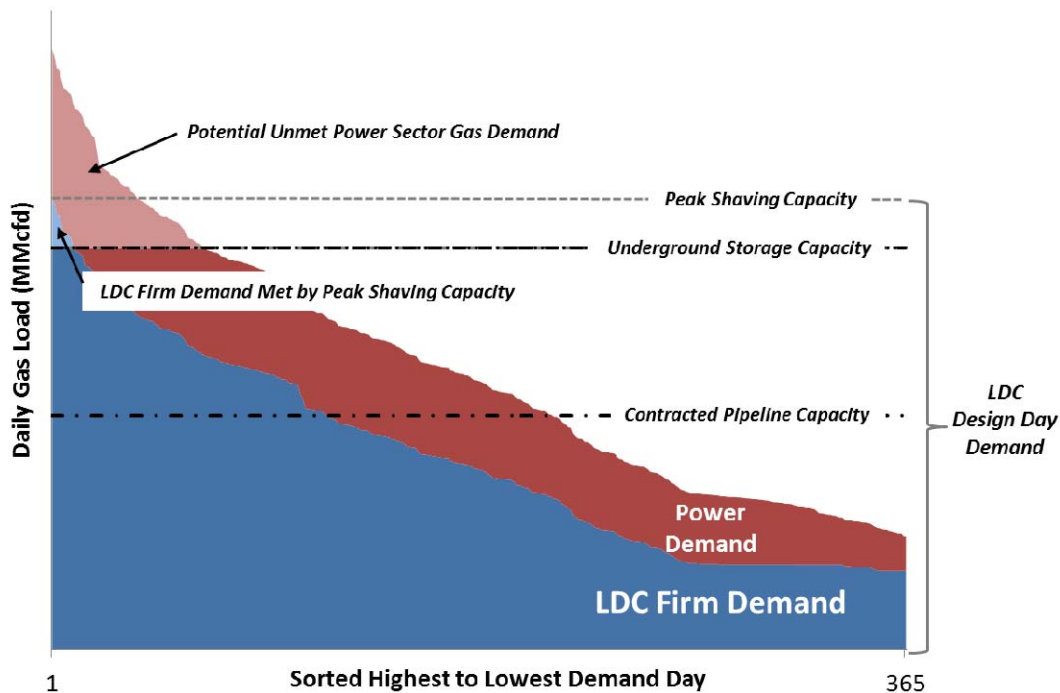 Potential Unmet Power Sector Gas Demand
Peak Shaving Capacity
Underground Storage Capacity
LDC Firm Demand Met by Peak Shaving Capacity
Daily Gas Load (MMcfd)
Contracted Pipeline Capacity
LDC
Design Day
Demand
Power
Demand
LDC Firm Demand
1
Sorted Highest to Lowest Demand Day
365